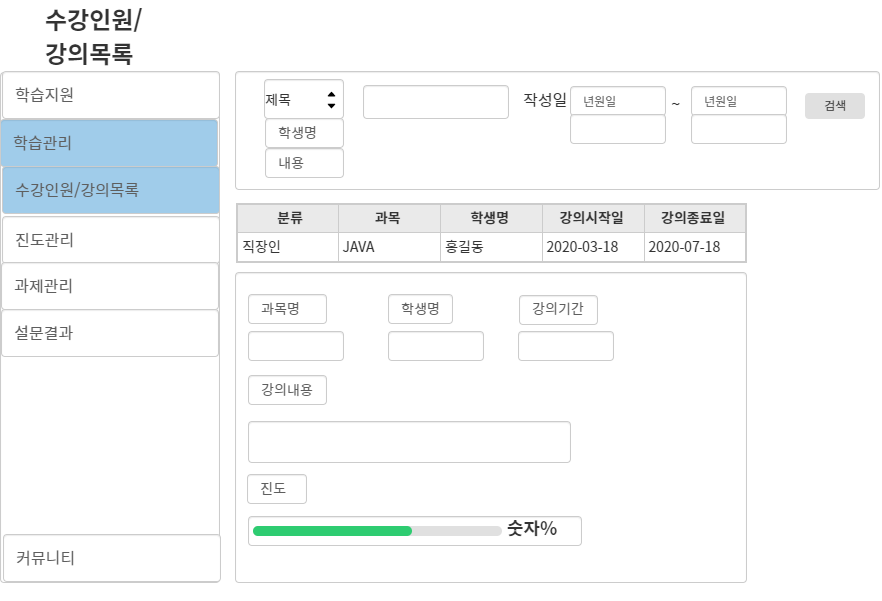 수강인원/
강의목록
학습지원
학습관리
수강인원/강의목록
진도관리
과제관리
설문결과
커뮤니티
제목
학생명
내용
작성일 년원일 ~ 년원일 검색
분류 과목 학생명 강의시작일 강의종료일
직장인 JAVA 홍길동 2020-03-18 2020-07-18
과목명 학생명 강의기간
강의내용
진도
숫자%